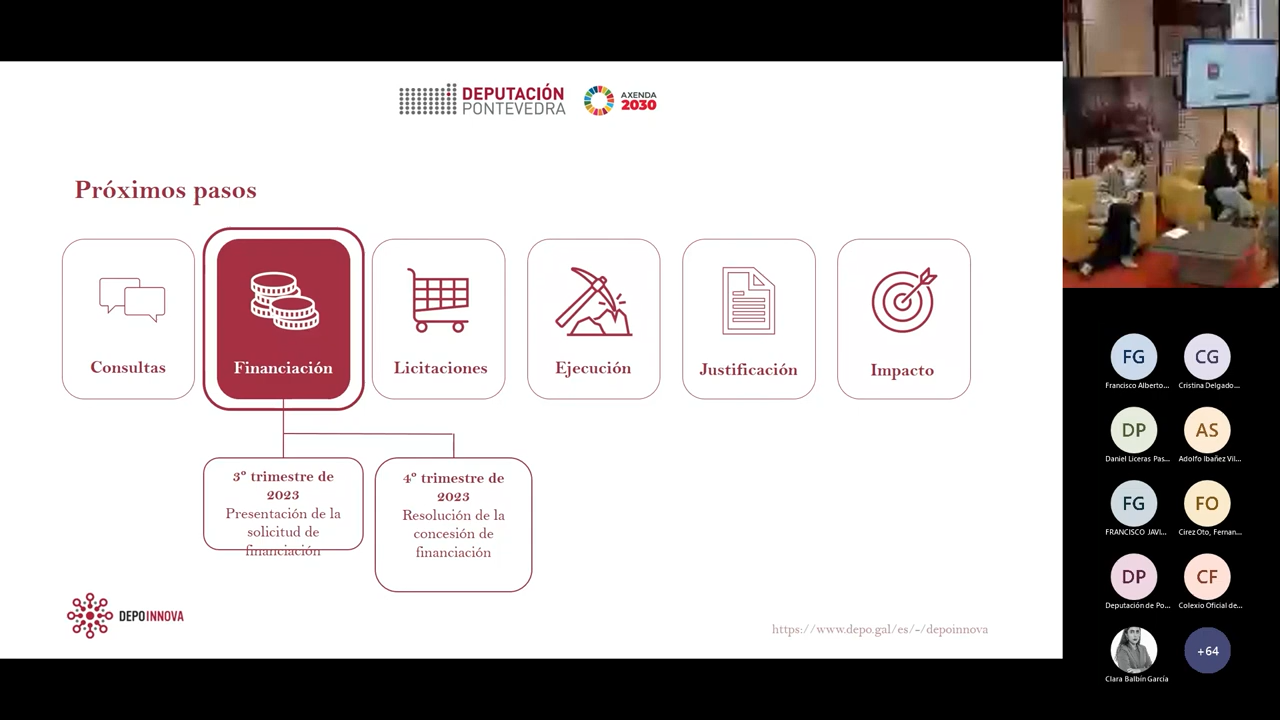 DEPUTACIÓN
PONTEVEDRA
AXENDA
2030
Próximos pasos
Consultas
Financiación
Licitaciones
Ejecución
Justificación
Impacto
3º trimestre de
2023
Presentación de la
solicitud de
financiación
4º trimestre de
2023
Resolución de la
concesión de
financiación
DEPOINNOVA
https://www.depo.gal/es/-/depoinnova
FG
CG
Francisco Alberto...
Cristina Delgado...
DP
AS
Daniel Liceras Pas...
Adolfo Ibañez Vil...
FG
FO
FRANCISCO JAVI...
Cirez Oto, Fernan...
DP
CF
Deputación de Po...
Colexio Oficial de...
+64
Clara Balbín García